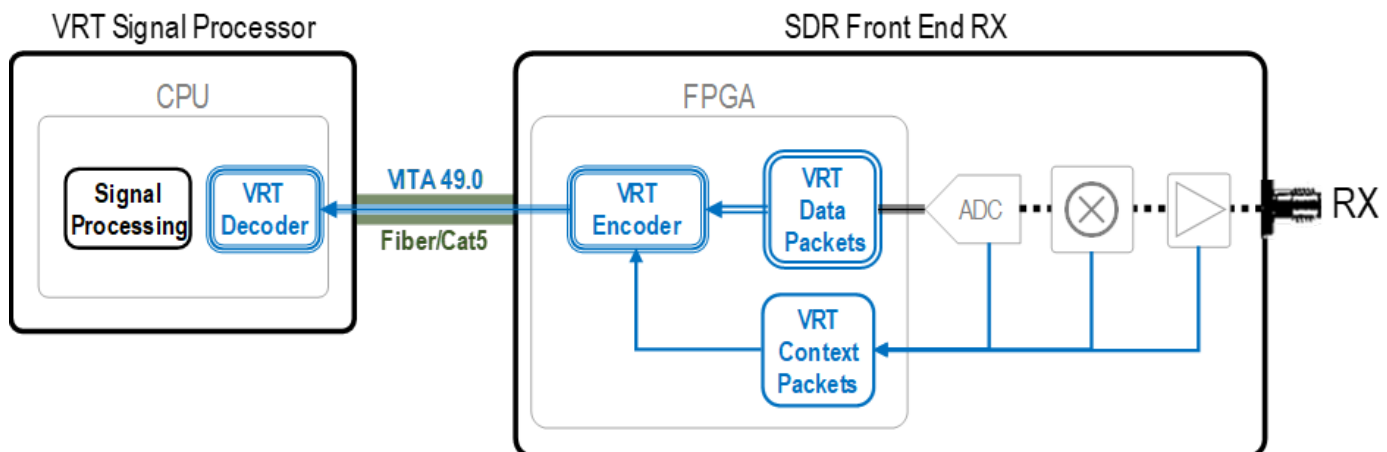 VRT Signal Processor
SDR Front End RX
CPU
FPGA
Signal
Processing
VRT
Decoder
VITA 49.0
Fiber/Cat5
VRT
Encoder
VRT
Data
Packets
ADC
RX
VRT
Context
Packets